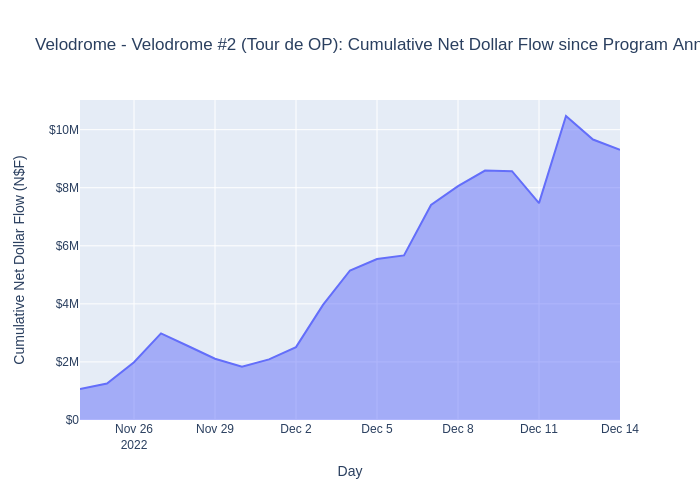 Velodrome - Velodrome #2 (Tour de OP): Cumulative Net Dollar Flow since Program Ann
Cumulative Net Dollar Flow (N$F)
$10M
$8M
$6M
$4M
$2M
$0
Nov 26 Nov 29 Dec 2 Dec 5 Dec 8 Dec 11 Dec 14
2022
Day